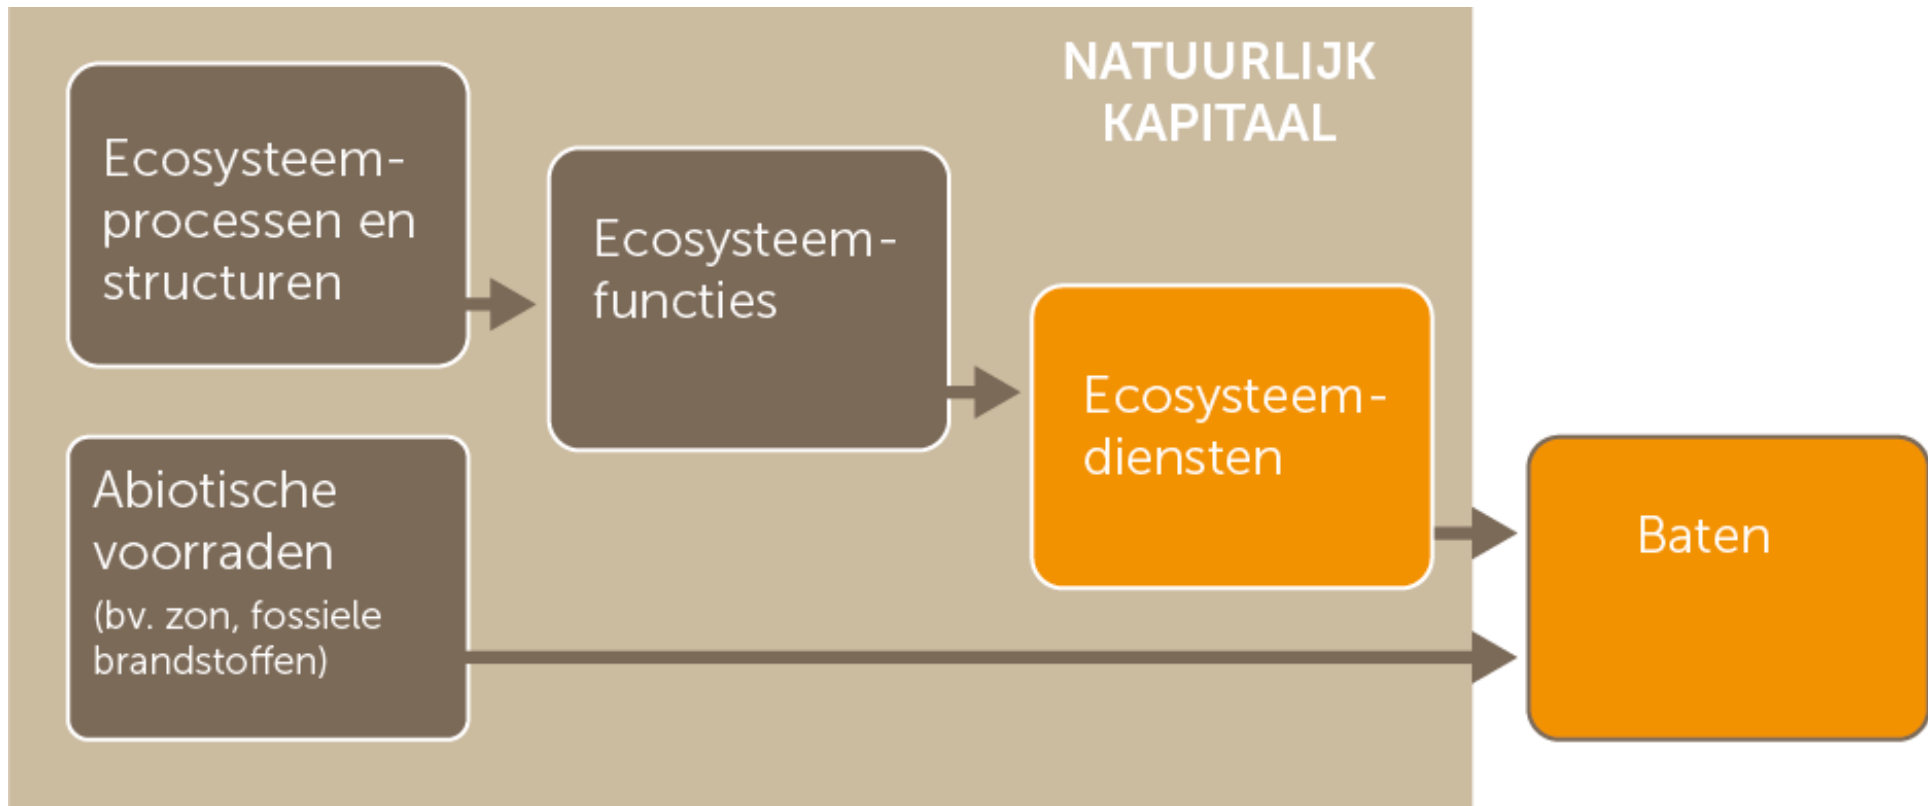 NATUURLIJK
KAPITAAL
Ecosysteem-
processen en
structuren
Ecosysteem-
functies
Ecosysteem-
diensten
Abiotische
voorraden
(bv. zon, fossiele
brandstoffen)
Baten